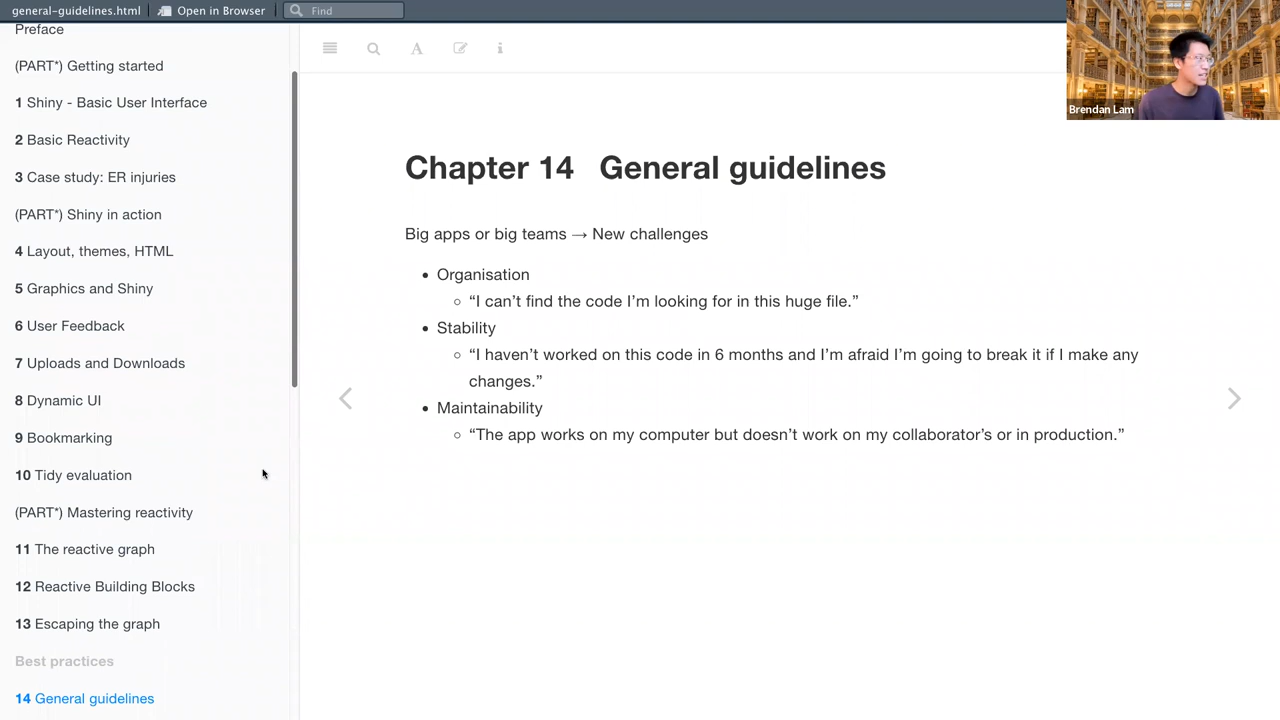 general-guidelines.html
Open in Browser
Find
Preface
(PART*) Getting started
1 Shiny - Basic User Interface
2 Basic Reactivity
3 Case study: ER injuries
(PART*) Shiny in action
4 Layout, themes, HTML
5 Graphics and Shiny
6 User Feedback
7 Uploads and Downloads
8 Dynamic UI
9 Bookmarking
10 Tidy evaluation
(PART*) Mastering reactivity
11 The reactive graph
12 Reactive Building Blocks
13 Escaping the graph
Best practices
14 General guidelines
A
i
Brendan Lam
Chapter 14 General guidelines
Big apps or big teams → New challenges
• Organisation
◦ “I can’t find the code I’m looking for in this huge file.”
• Stability
◦ “I haven’t worked on this code in 6 months and I’m afraid I’m going to break it if I make any
changes.”
• Maintainability
◦ “The app works on my computer but doesn’t work on my collaborator’s or in production.”